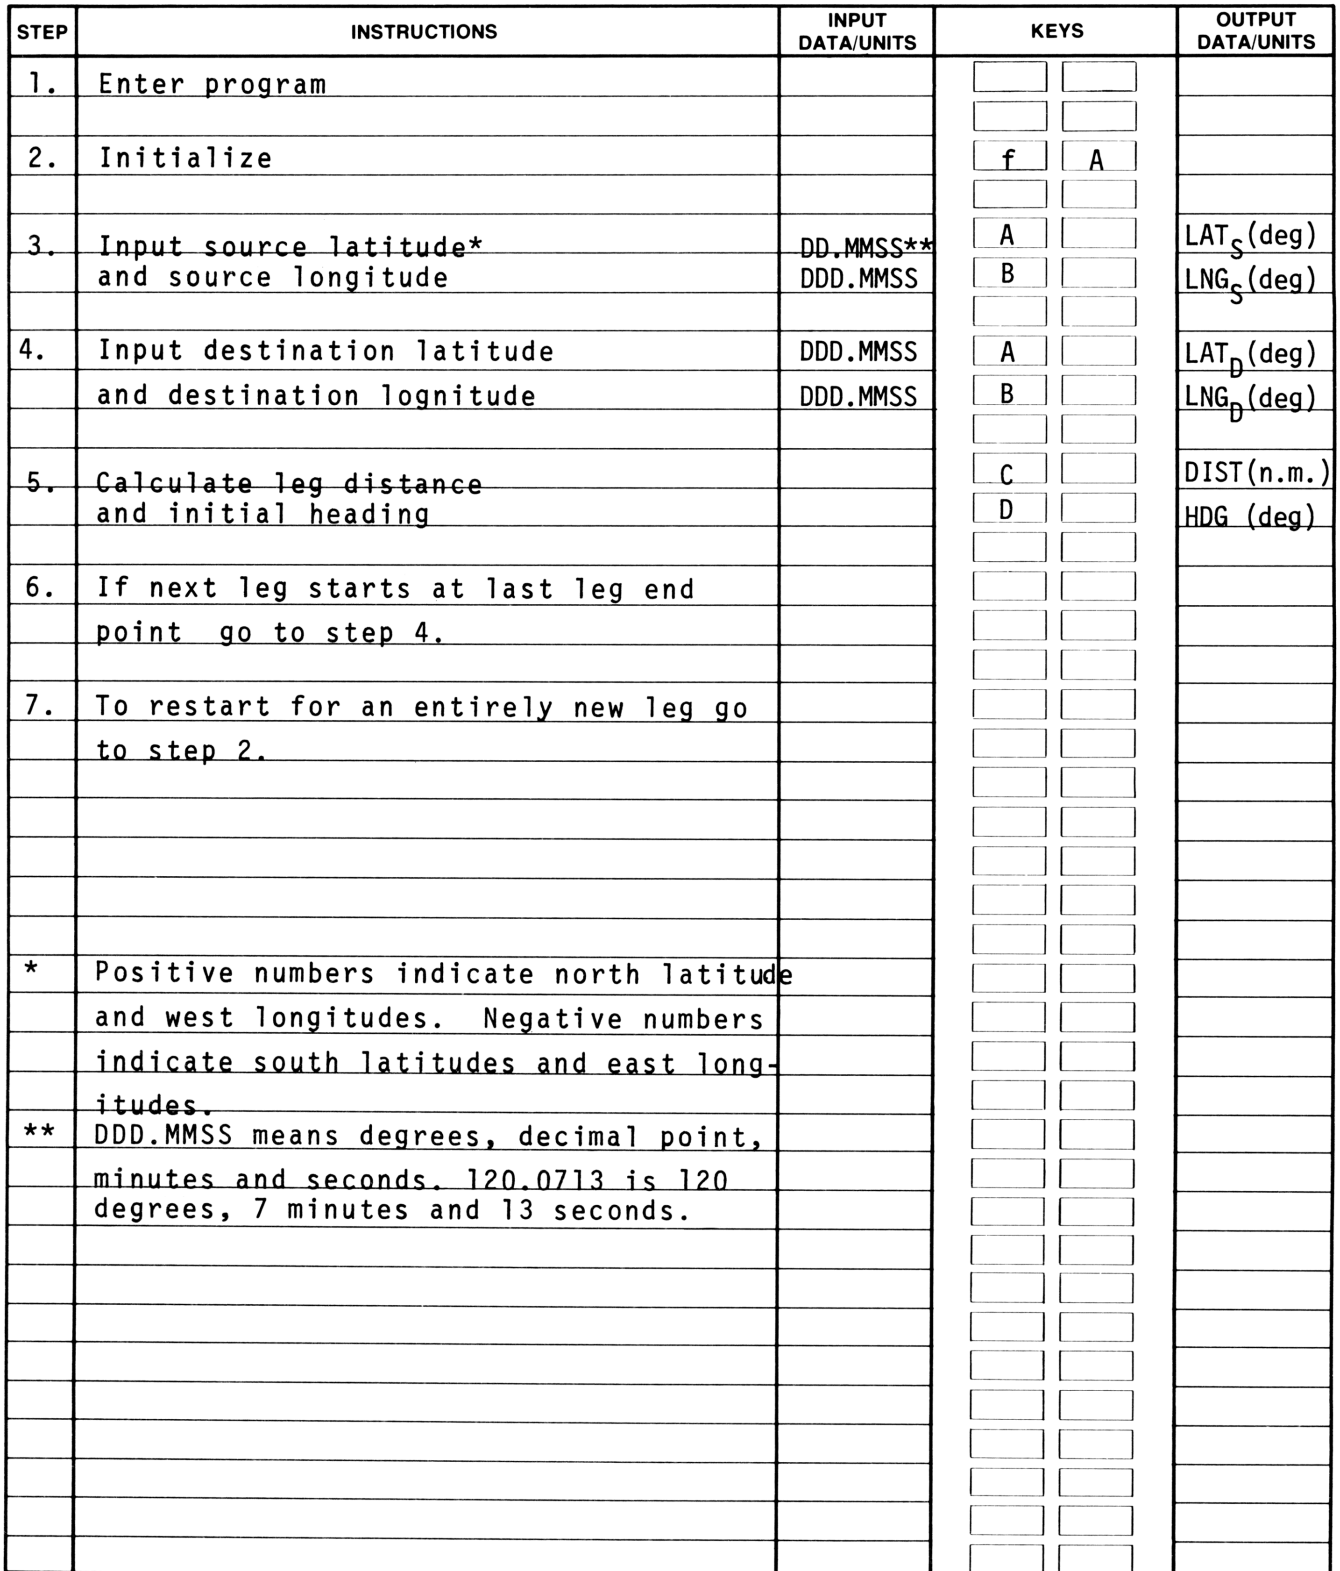 STEP INSTRUCTIONS INPUT DATA/UNITS KEYS OUTPUT DATA/UNITS
1. Enter program
2. Initialize f A
3. Input source latitude* DD.MMSS** A LATS(deg)
and source longitude DDD.MMSS B LNGS(deg)
4. Input destination latitude DDD.MMSS A LATD(deg)
and destination lognitude DDD.MMSS B LNGD(deg)
5. Calculate leg distance C DIST(n.m.)
and initial heading D HDG (deg)
6. If next leg starts at last leg end
point go to step 4.
7. To restart for an entirely new leg go
to step 2.
* Positive numbers indicate north latitude
and west longitudes. Negative numbers
indicate south latitudes and east long-
itudes.
** DDD.MMSS means degrees, decimal point,
minutes and seconds. 120.0713 is 120
degrees, 7 minutes and 13 seconds.